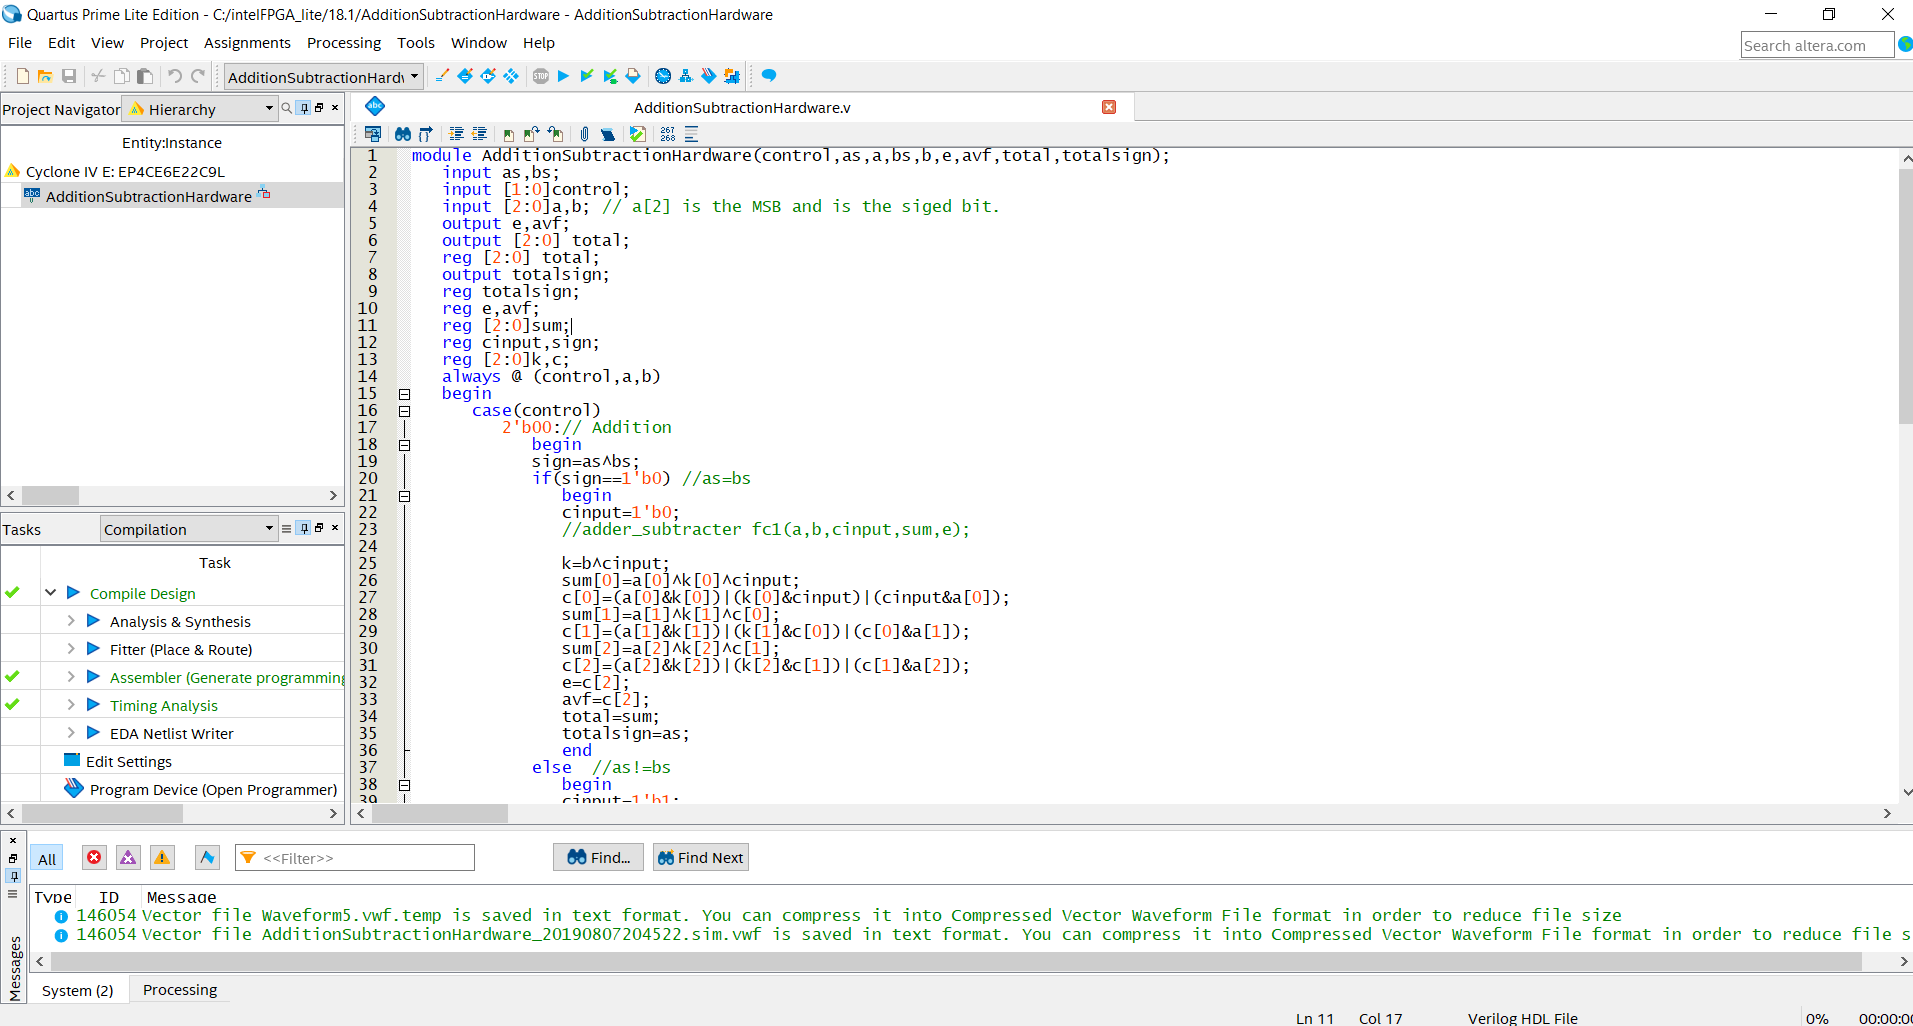 Quartus Prime Lite Edition - C:/intelFPGA_lite/18.1/AdditionSubtractionHardware - AdditionSubtractionHardware
File Edit View Project Assignments Processing Tools Window Help
Search altera.com
AdditionSubtractionHardw
Project Navigator Hierarchy
Entity:Instance
Cyclone IV E: EP4CE6E22C9L
abc AdditionSubtractionHardware
Tasks Compilation
Task
Compile Design
Analysis & Synthesis
Fitter (Place & Route)
Assembler (Generate programming
Timing Analysis
EDA Netlist Writer
Edit Settings
Program Device (Open Programmer)
abc AdditionSubtractionHardware.v
267
268
1 module AdditionSubtractionHardware(control,as,a,bs,b,e,avf,total,totalsign);
2 input as,bs;
3 input [1:0]control;
4 input [2:0]a,b; // a[2] is the MSB and is the siged bit.
5 output e,avf;
6 output [2:0] total;
7 reg [2:0] total;
8 output totalsign;
9 reg totalsign;
10 reg e,avf;
11 reg [2:0]sum;
12 reg cinput,sign;
13 reg [2:0]k,c;
14 always @ (control,a,b)
15 begin
16 case(control)
17 2'b00:// Addition
18 begin
19 sign=as^bs;
20 if(sign==1'b0) //as=bs
21 begin
22 cinput=1'b0;
23 //adder_subtracter fc1(a,b,cinput,sum,e);
24
25 k=b^cinput;
26 sum[0]=a[0]^k[0]^cinput;
27 c[0]=(a[0]&k[0])|(k[0]&cinput)|(cinput&a[0]);
28 sum[1]=a[1]^k[1]^c[0];
29 c[1]=(a[1]&k[1])|(k[1]&c[0])|(c[0]&a[1]);
30 sum[2]=a[2]^k[2]^c[1];
31 c[2]=(a[2]&k[2])|(k[2]&c[1])|(c[1]&a[2]);
32 e=c[2];
33 avf=c[2];
34 total=sum;
35 totalsign=as;
36 end
37 else //as!=bs
38 begin
39 cinput=1'b1;
All <<Filter>> Find... Find Next
Type ID Message
146054 Vector file Waveform5.vwf.temp is saved in text format. You can compress it into Compressed Vector Waveform File format in order to reduce file size
146054 Vector file AdditionSubtractionHardware_20190807204522.sim.vwf is saved in text format. You can compress it into Compressed Vector Waveform File format in order to reduce file s
Messages
System (2) Processing
Ln 11 Col 17 Verilog HDL File 0% 00:00:00